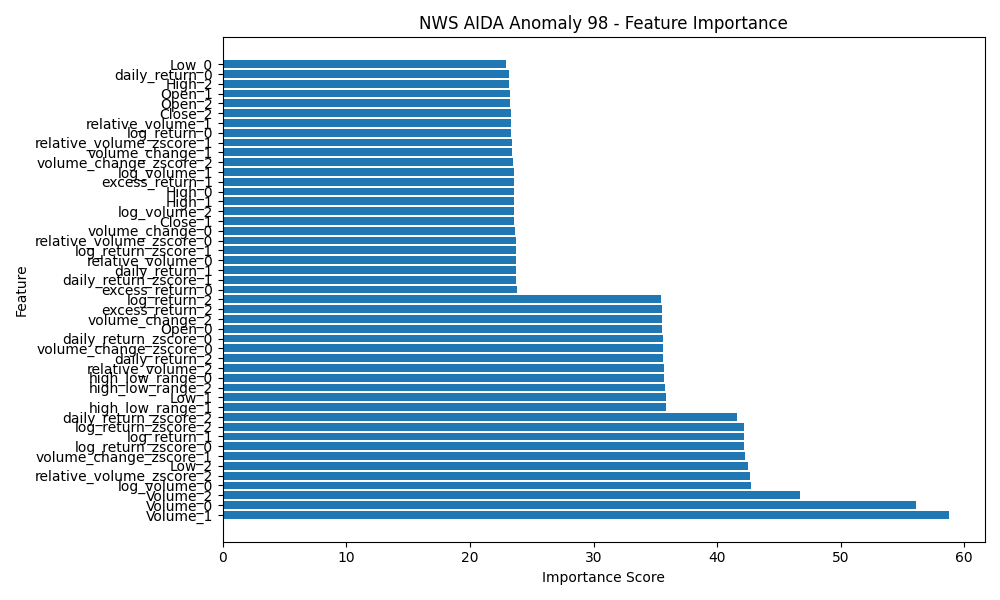 NWS AIDA Anomaly 98 - Feature Importance
Low_0
daily_return_0
High_2
Open_1
Open_2
Close_2
relative_volume_1
log_return_0
relative_volume_zscore_1
volume_change_1
volume_change_zscore_2
log_volume_1
excess_return_1
High_0
High_1
log_volume_2
Close_1
volume_change_0
relative_volume_zscore_0
log_return_zscore_1
relative_volume_0
daily_return_1
daily_return_zscore_1
excess_return_0
log_return_2
excess_return_2
volume_change_2
Open_0
daily_return_zscore_0
volume_change_zscore_0
daily_return_2
relative_volume_2
high_low_range_0
high_low_range_2
Low_1
high_low_range_1
daily_return_zscore_2
log_return_zscore_2
log_return_1
log_return_zscore_0
volume_change_zscore_1
Low_2
relative_volume_zscore_2
log_volume_0
Volume_2
Volume_0
Volume_1
Feature
0 10 20 30 40 50 60
Importance Score